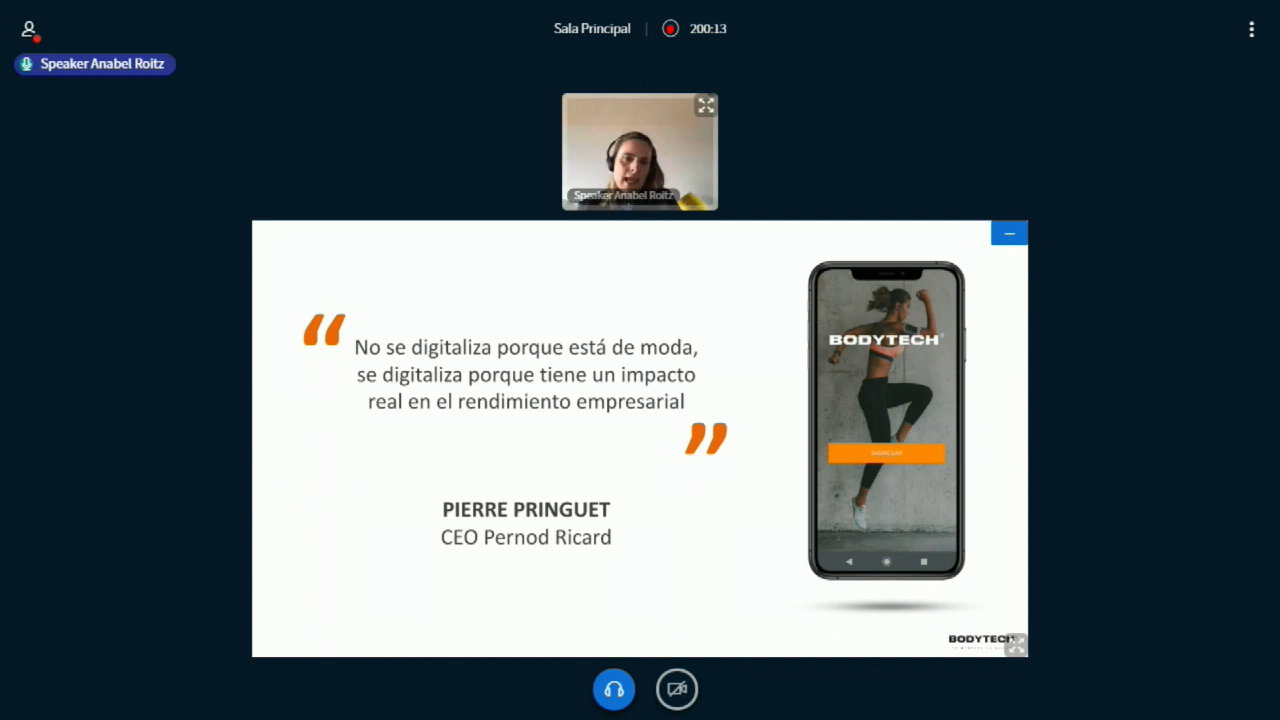 Sala Principal
200:13
Speaker Anabel Roitz
Speaker Anabel Roitz
“
No se digitaliza porque está de moda,
se digitaliza porque tiene un impacto
real en el rendimiento empresarial
”
PIERRE PRINGUET
CEO Pernod Ricard
BODYTECH
INGRESAR
BODYTECH